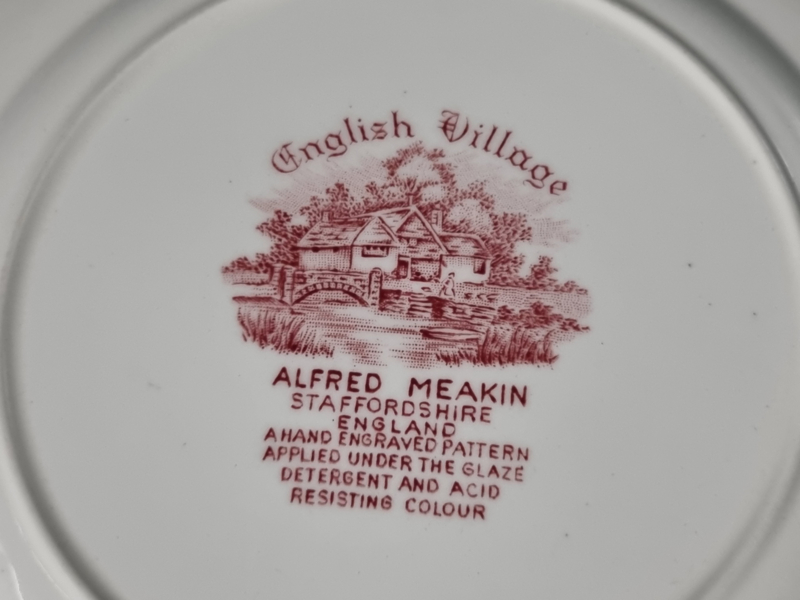 English Village
ALFRED MEAKIN
STAFFORDSHIRE
ENGLAND
A HAND ENGRAVED PATTERN
APPLIED UNDER THE GLAZE
DETERGENT AND ACID
RESISTING COLOUR